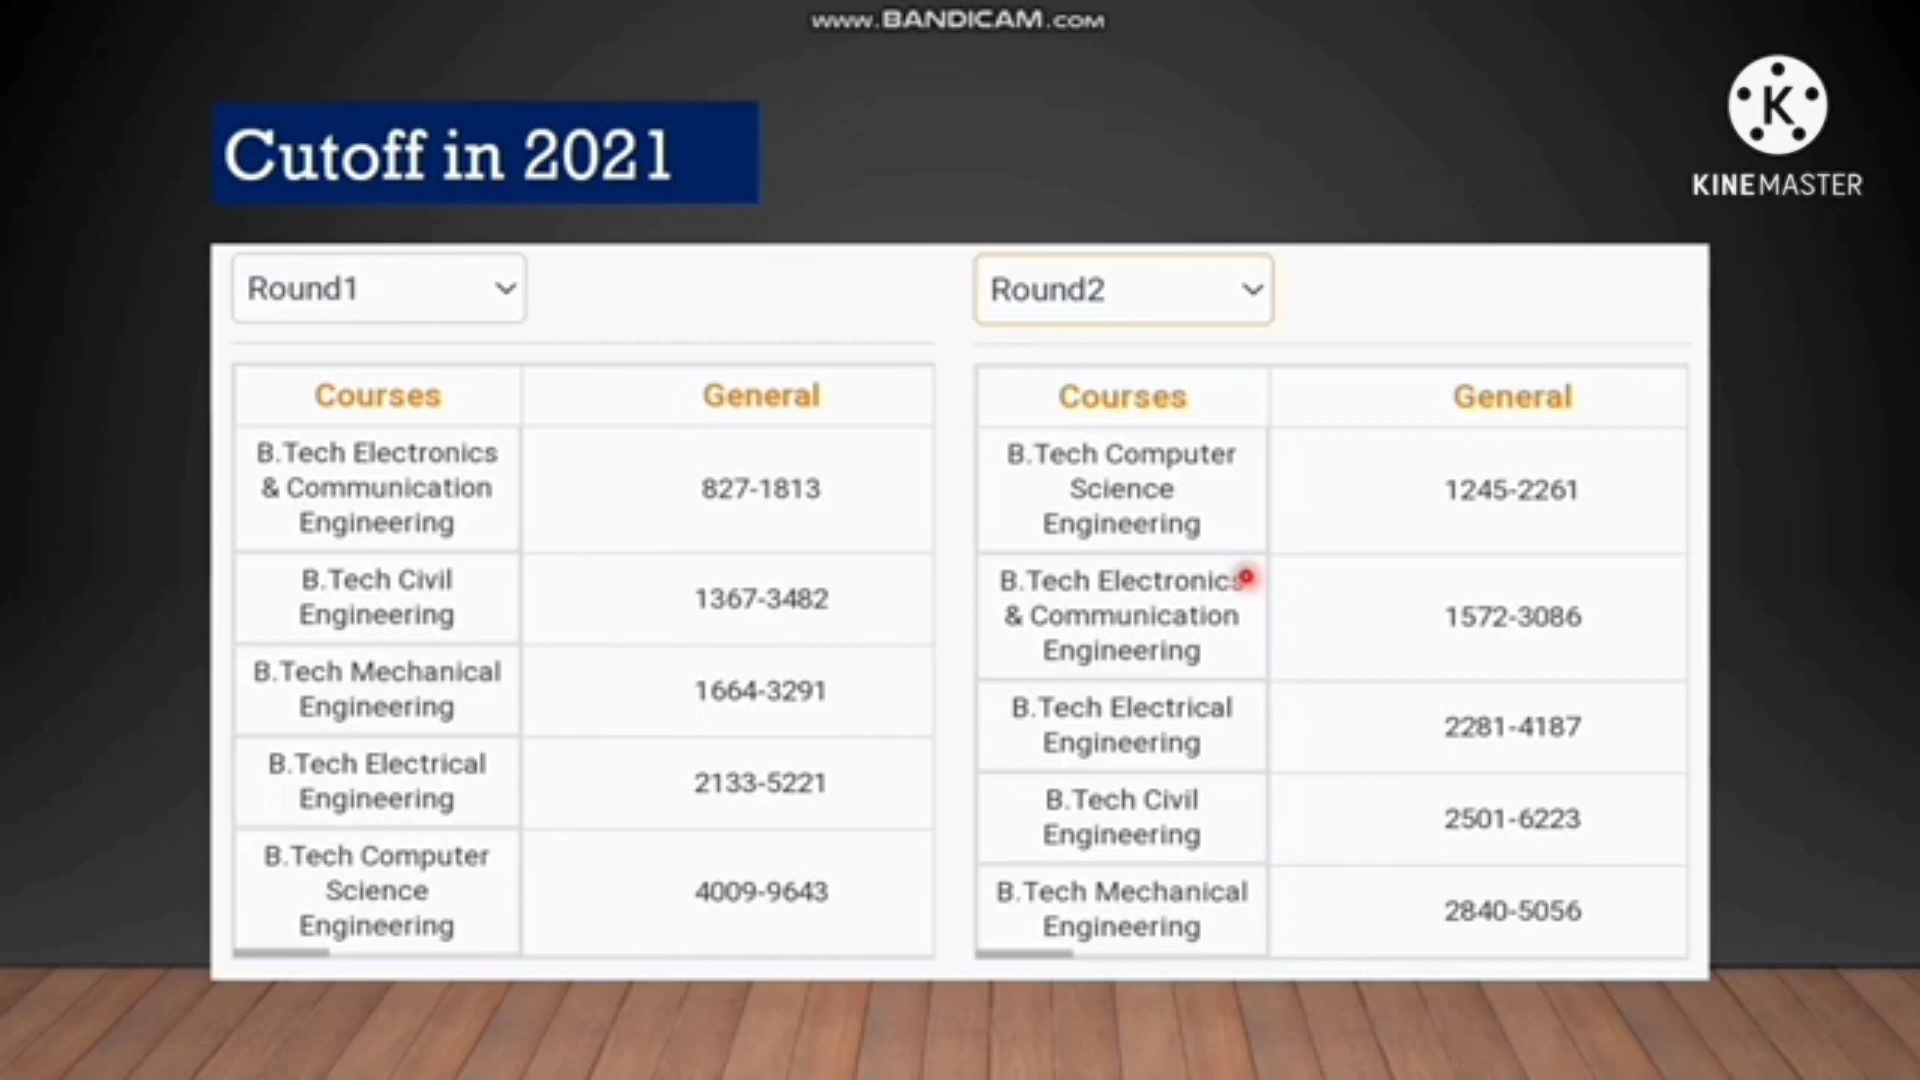 www.BANDICAM.COM
K
KINEMASTER
Cutoff in 2021
Round1
Courses General
B.Tech Electronics
& Communication
Engineering
827-1813
B.Tech Civil
Engineering
1367-3482
B.Tech Mechanical
Engineering
1664-3291
B.Tech Electrical
Engineering
2133-5221
B.Tech Computer
Science
Engineering
4009-9643
Round2
Courses General
B.Tech Computer
Science
Engineering
1245-2261
B.Tech Electronics
& Communication
Engineering
1572-3086
B.Tech Electrical
Engineering
2281-4187
B.Tech Civil
Engineering
2501-6223
B.Tech Mechanical
Engineering
2840-5056